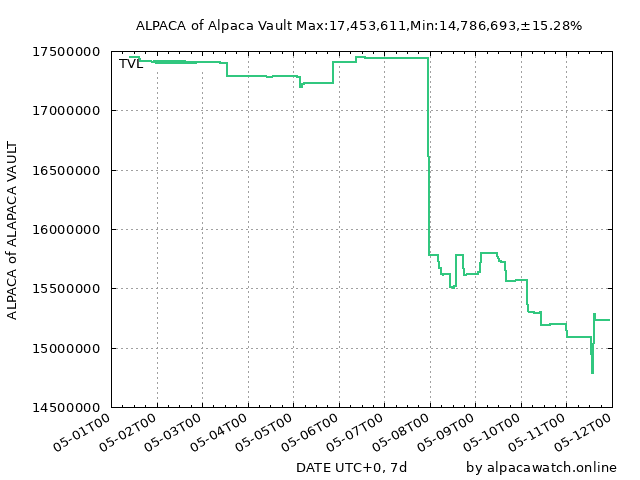 ALPACA of Alpaca Vault Max:17,453,611,Min:14,786,693,±15.28%
17500000
TVL
17000000
16500000
16000000
15500000
15000000
14500000
ALPACA of ALAPACA VAULT
05-01T00 05-02T00 05-03T00 05-04T00 05-05T00 05-06T00 05-07T00 05-08T00 05-09T00 05-10T00 05-11T00 05-12T00
DATE UTC+0, 7d by alpacawatch.online